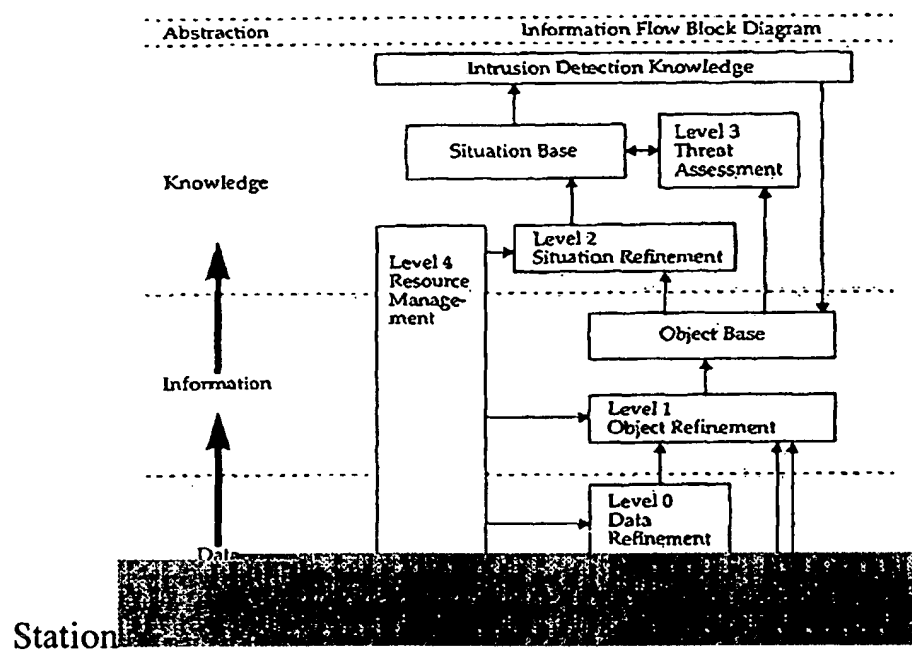 Abstraction
Information Flow Block Diagram
Intrusion Detection Knowledge
Situation Base
Level 3
Threat
Assessment
Knowledge
Level 2
Situation Refinement
Level 4
Resource
Manage-
ment
Object Base
Information
Level 1
Object Refinement
Level 0
Data
Refinement
Data
Station